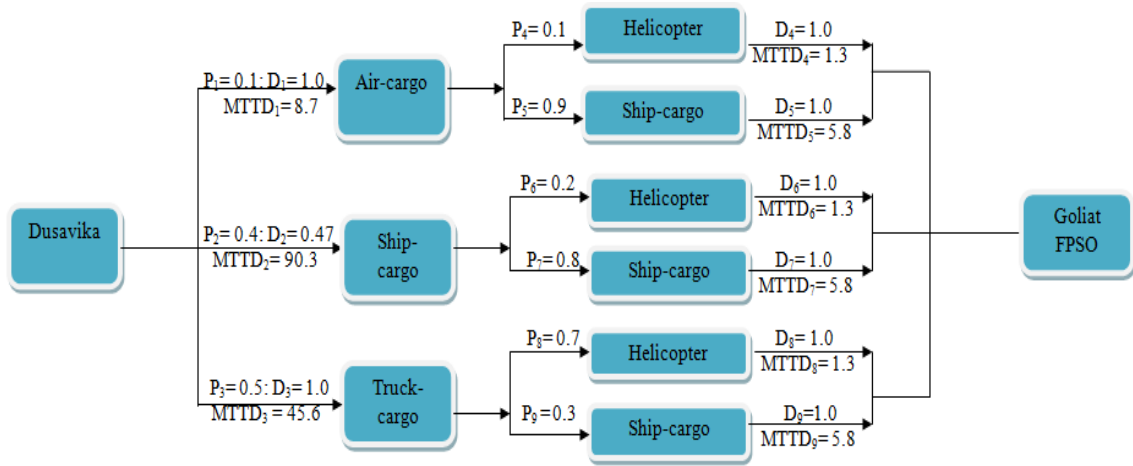 Dusavika
P₁= 0.1: D₁= 1.0
MTTD₁= 8.7
Air-cargo
P₄= 0.1
Helicopter
D₄= 1.0
MTTD₄= 1.3
P₅= 0.9
Ship-cargo
D₅= 1.0
MTTD₅= 5.8
P₂= 0.4: D₂= 0.47
MTTD₂= 90.3
Ship-
cargo
P₆= 0.2
Helicopter
D₆= 1.0
MTTD₆= 1.3
P₇= 0.8
Ship-cargo
D₇= 1.0
MTTD₇= 5.8
P₃= 0.5: D₃= 1.0
MTTD₃ = 45.6
Truck-
cargo
P₈= 0.7
Helicopter
D₈= 1.0
MTTD₈= 1.3
P₉= 0.3
Ship-cargo
D₉=1.0
MTTD₉= 5.8
Goliat
FPSO